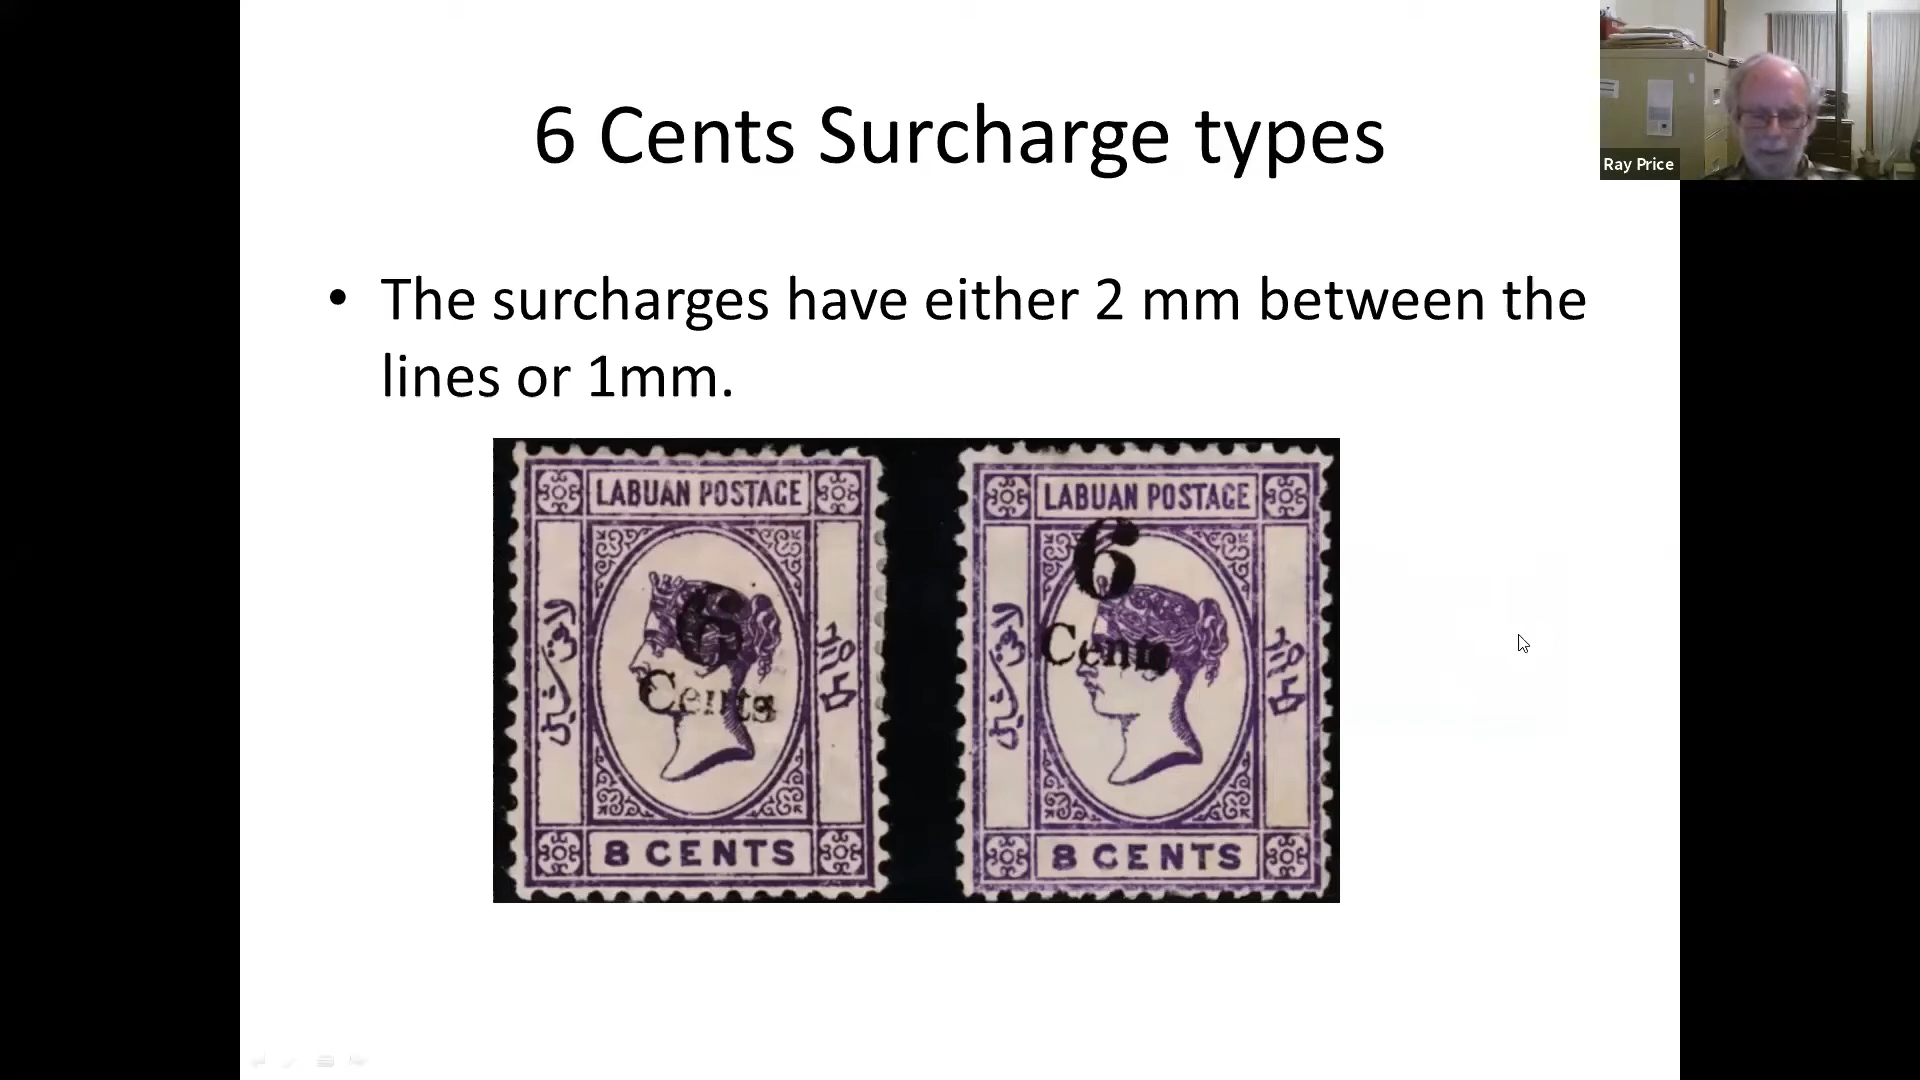 6 Cents Surcharge types
Ray Price
• The surcharges have either 2 mm between the
lines or 1mm.
LABUAN POSTAGE
6
Cents
8 CENTS
LABUAN POSTAGE
6
Cents
8 CENTS